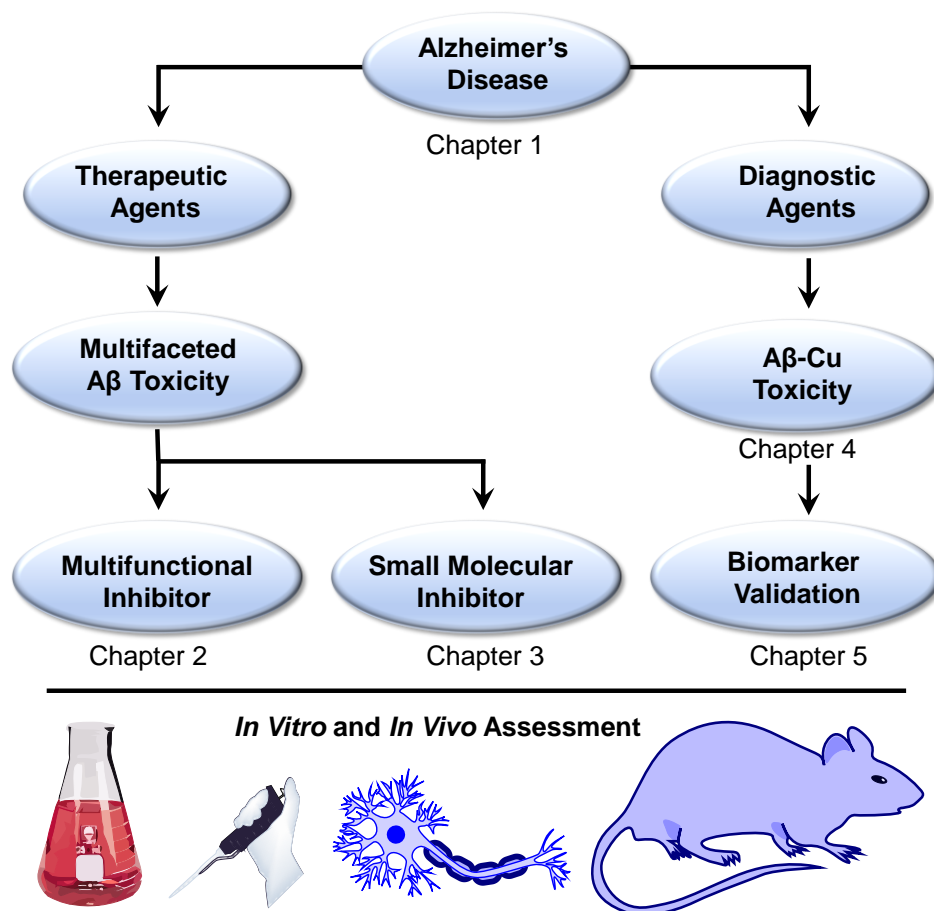 Alzheimer’s
Disease
Chapter 1
Therapeutic
Agents
Diagnostic
Agents
Multifaceted
Aβ Toxicity
Aβ-Cu
Toxicity
Chapter 4
Multifunctional
Inhibitor
Small Molecular
Inhibitor
Biomarker
Validation
Chapter 2
Chapter 3
Chapter 5
In Vitro and In Vivo Assessment